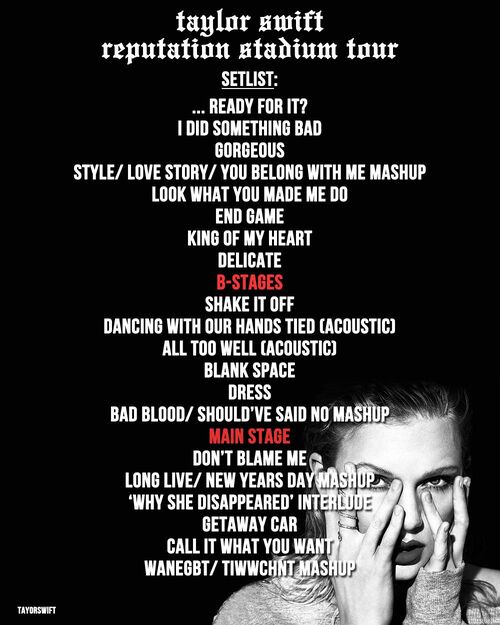 taylor swift
reputation stadium tour
SETLIST:
... READY FOR IT?
I DID SOMETHING BAD
GORGEOUS
STYLE/ LOVE STORY/ YOU BELONG WITH ME MASHUP
LOOK WHAT YOU MADE ME DO
END GAME
KING OF MY HEART
DELICATE
B-STAGES
SHAKE IT OFF
DANCING WITH OUR HANDS TIED (ACOUSTIC)
ALL TOO WELL (ACOUSTIC)
BLANK SPACE
DRESS
BAD BLOOD/ SHOULD'VE SAID NO MASHUP
MAIN STAGE
DON'T BLAME ME
LONG LIVE/ NEW YEARS DAY MASHUP
‘WHY SHE DISAPPEARED’ INTERLUDE
GETAWAY CAR
CALL IT WHAT YOU WANT
WANEGBT/ TIWWCHNT MASHUP
TAYORSWIFT